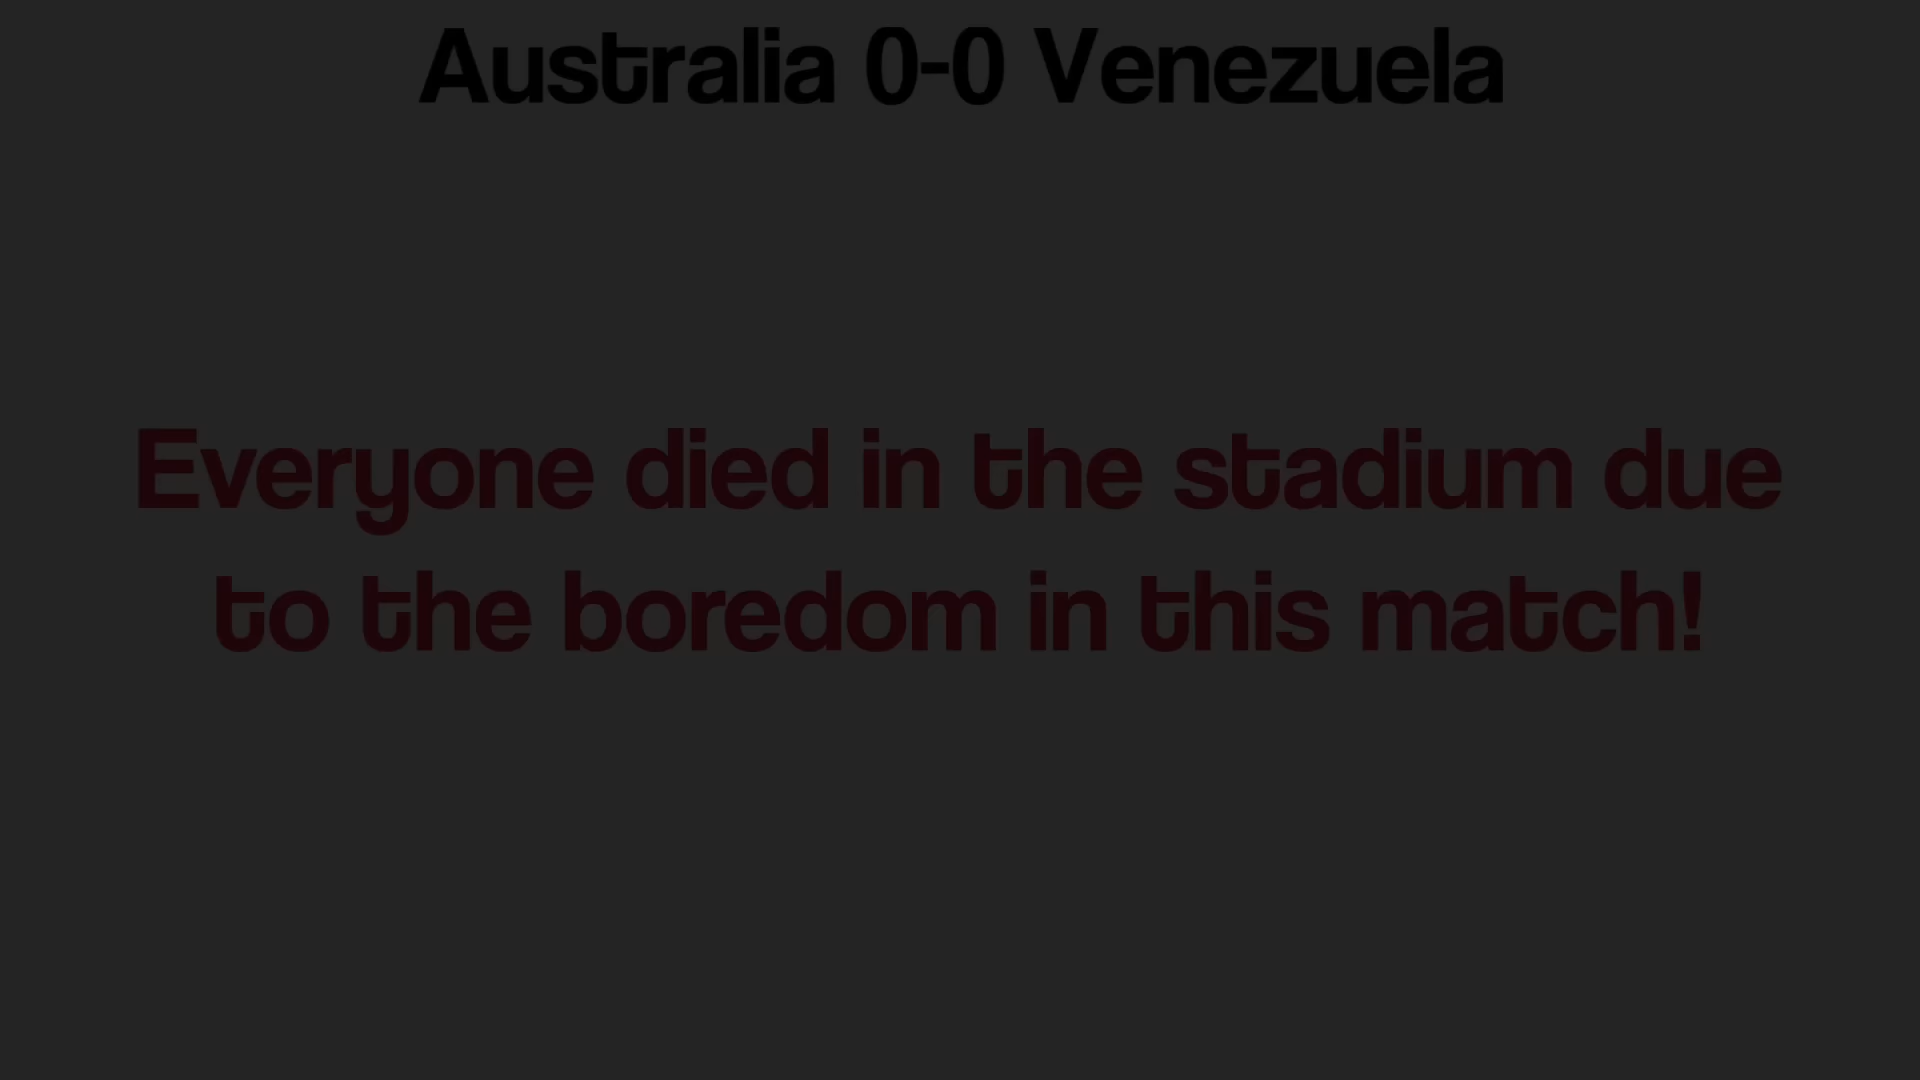 Australia 0-0 Venezuela
Everyone died in the stadium due
to the boredom in this match!